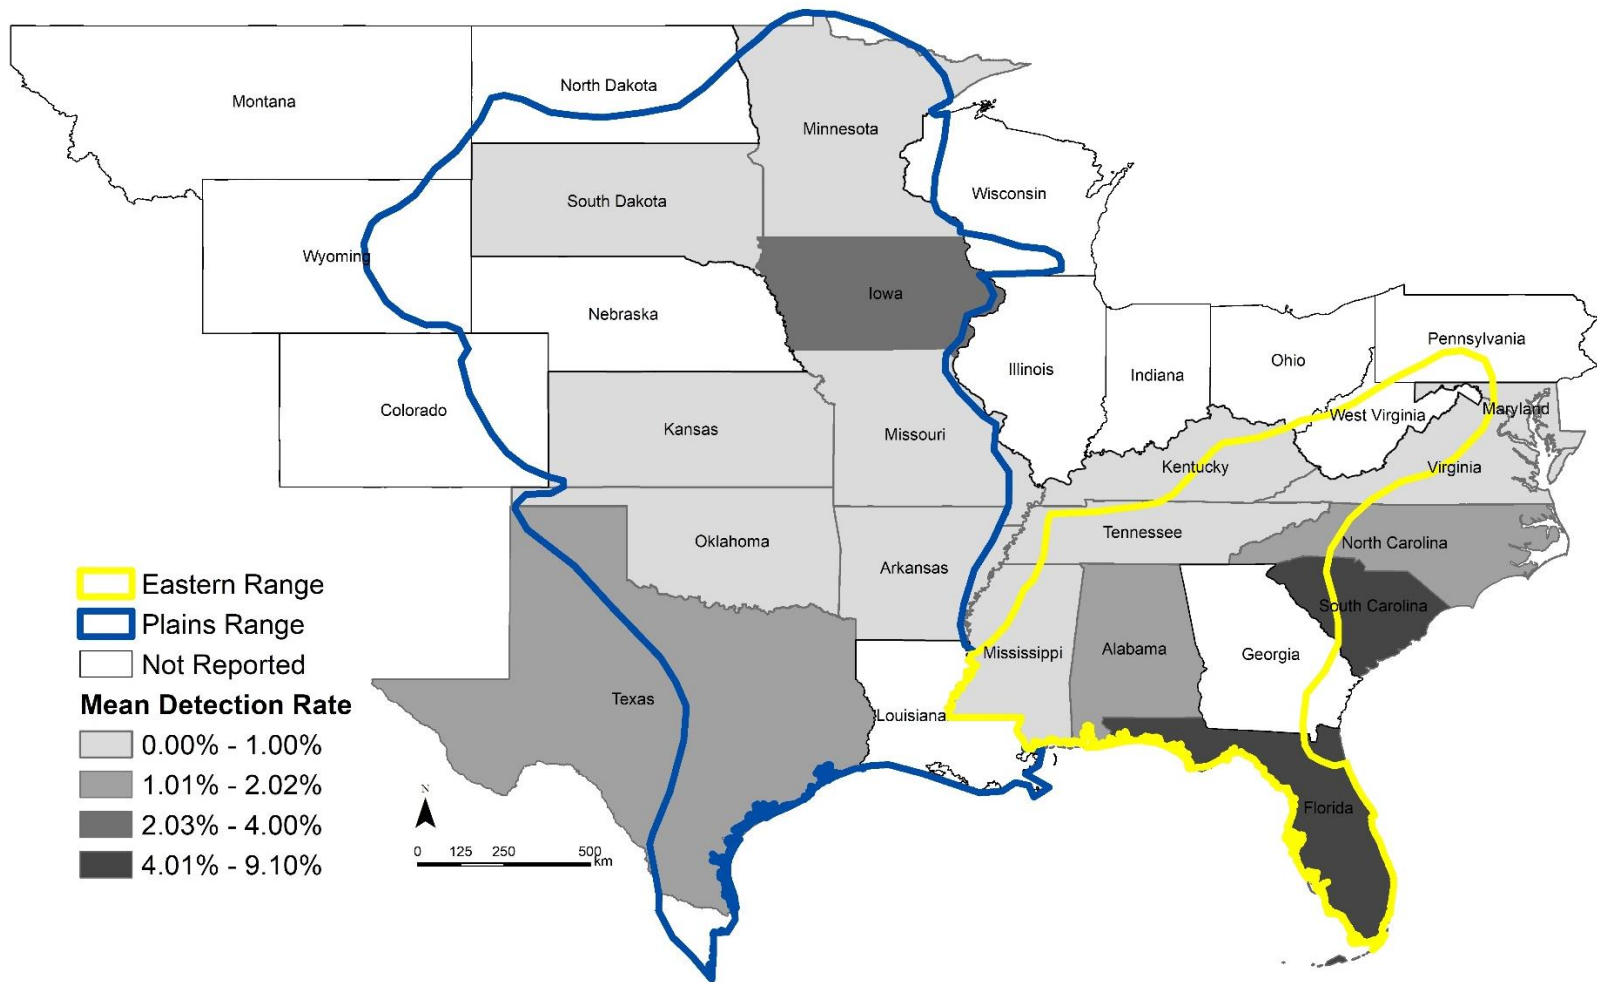 Montana
North Dakota
Minnesota
Wisconsin
South Dakota
Wyoming
Iowa
Nebraska
Pennsylvania
Ohio
Illinois
Indiana
Colorado
West Virginia
Maryland
Kansas
Missouri
Kentucky
Virginia
Oklahoma
Tennessee
North Carolina
Arkansas
South Carolina
Mississippi
Alabama
Georgia
Texas
Louisiana
Florida
Eastern Range
Plains Range
Not Reported
Mean Detection Rate
0.00% - 1.00%
1.01% - 2.02%
2.03% - 4.00%
4.01% - 9.10%
N
0 125 250 500
km